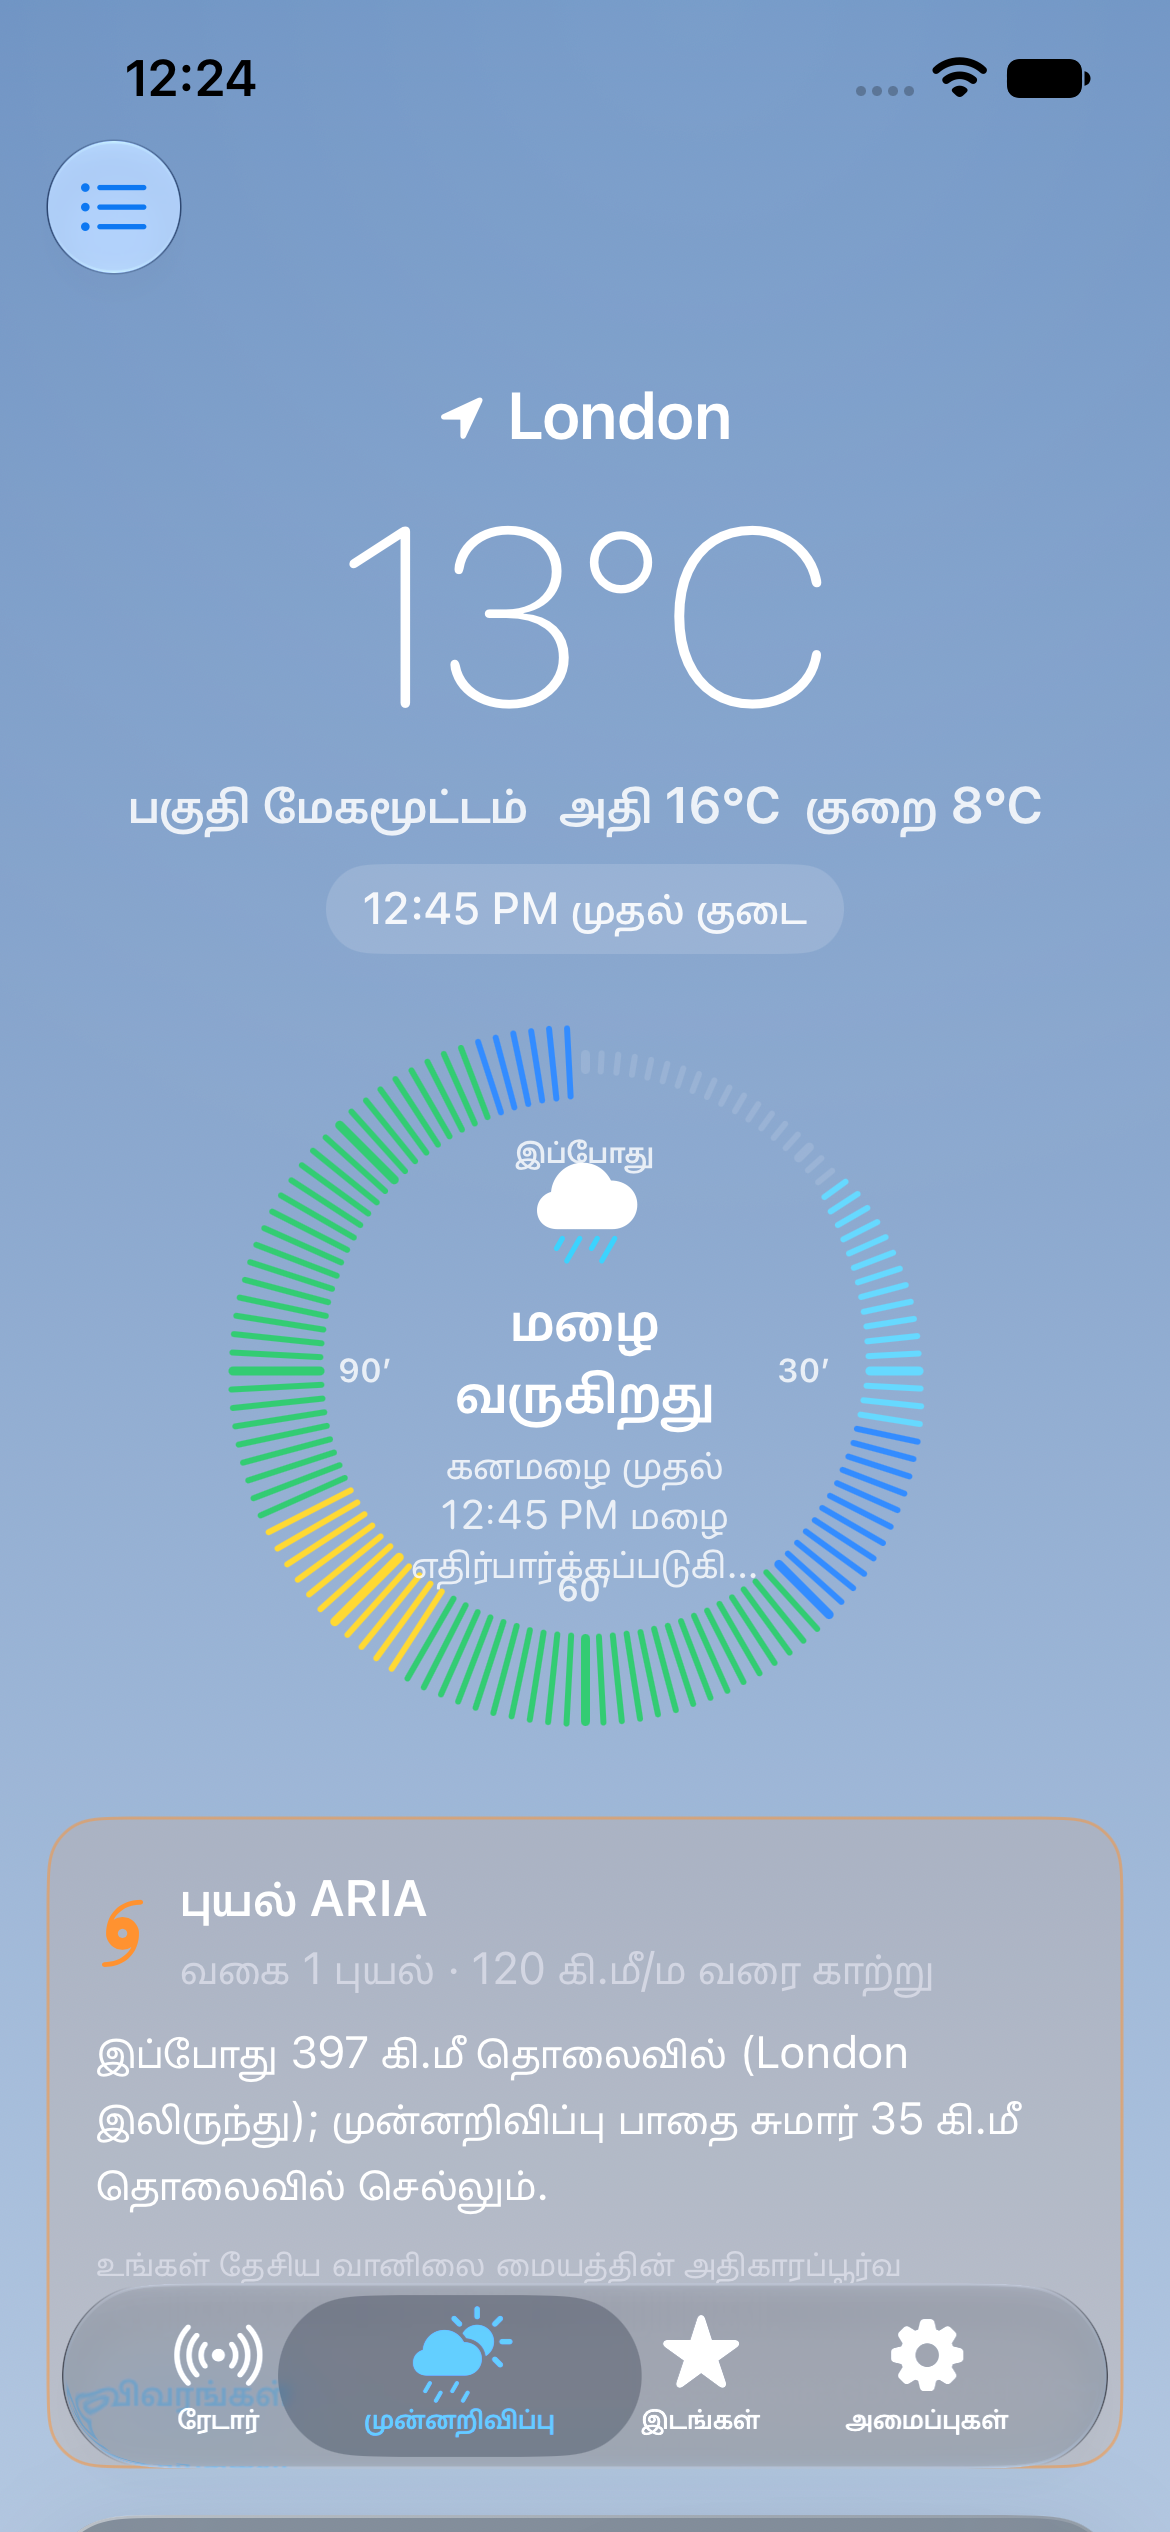 12:24
London
13°C
பகுதி மேகமூட்டம் அதி 16°C குறை 8°C
12:45 PM முதல் குடை
இப்போது
மழை
வருகிறது
90′
30′
கனமழை முதல்
12:45 PM மழை
எதிர்பார்க்கப்படுகி...
60′
புயல் ARIA
வகை 1 புயல் · 120 கி.மீ/ம வரை காற்று
இப்போது 397 கி.மீ தொலைவில் (London
இலிருந்து); முன்னறிவிப்பு பாதை சுமார் 35 கி.மீ
தொலைவில் செல்லும்.
உங்கள் தேசிய வானிலை மையத்தின் அதிகாரப்பூர்வ
விவரங்கள்
ரேடார்
முன்னறிவிப்பு
இடங்கள்
அமைப்புகள்